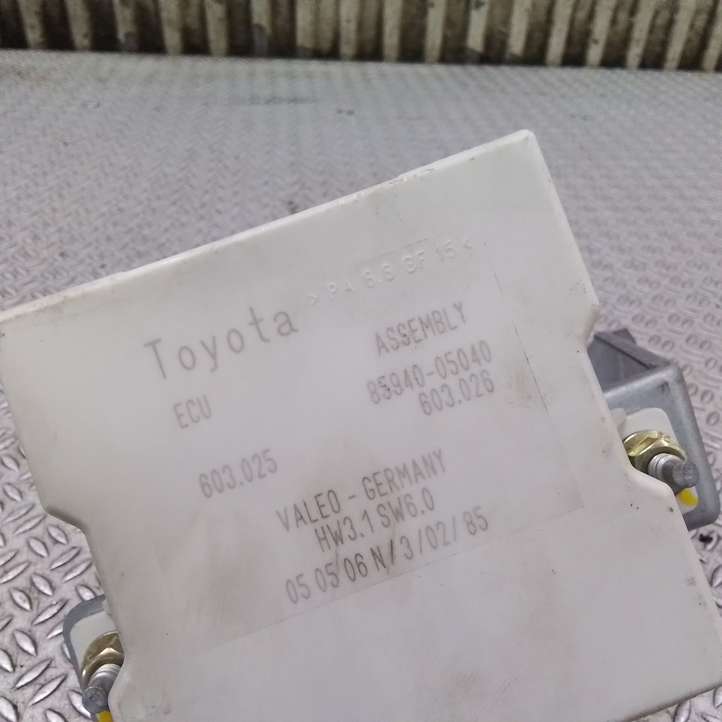 >PA 6.6 GF 15<
Toyota
ASSEMBLY
ECU
85940-05040
603.025
603.026
VALEO - GERMANY
HW3.1 SW6.0
05 05 06 N/3/02/85